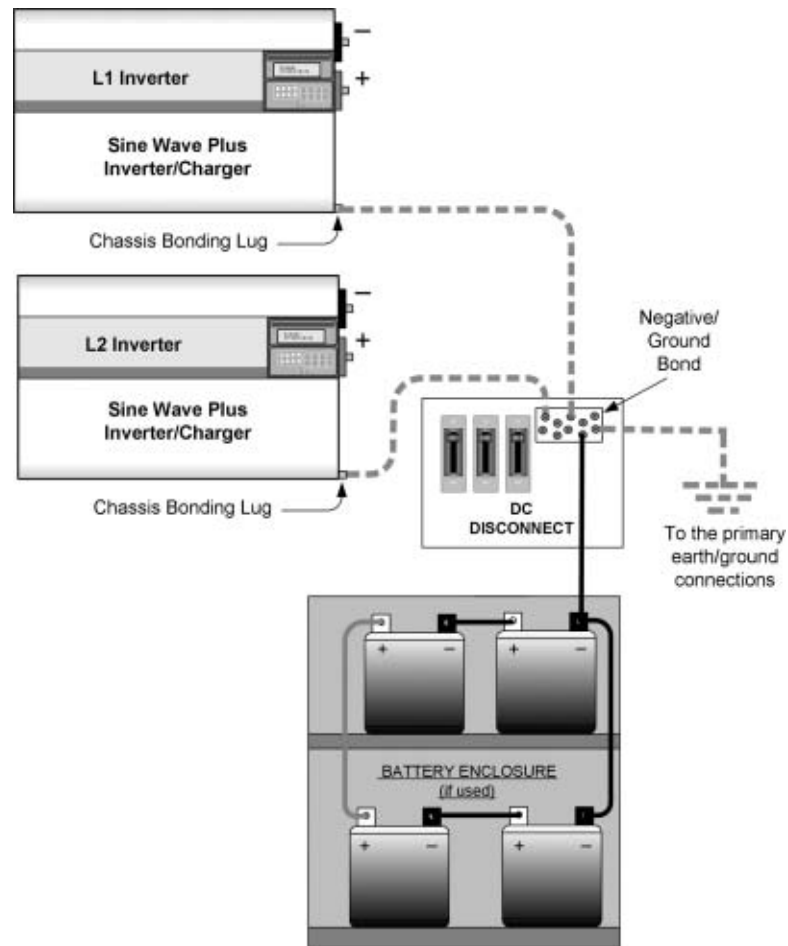 −
L1 Inverter
+
Sine Wave Plus
Inverter/Charger
Chassis Bonding Lug
−
L2 Inverter
+
Negative/
Ground
Bond
Sine Wave Plus
Inverter/Charger
Chassis Bonding Lug
DC
DISCONNECT
To the primary
earth/ground
connections
+ − + −
BATTERY ENCLOSURE
(if used)
+ − + −